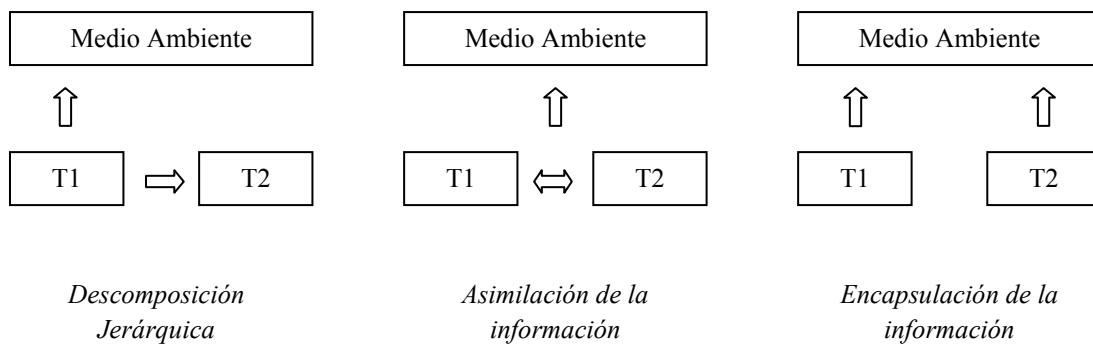 Medio Ambiente
Medio Ambiente
Medio Ambiente
T1
T2
T1
T2
T1
T2
Descomposición
Jerárquica
Asimilación de la
información
Encapsulación de la
información